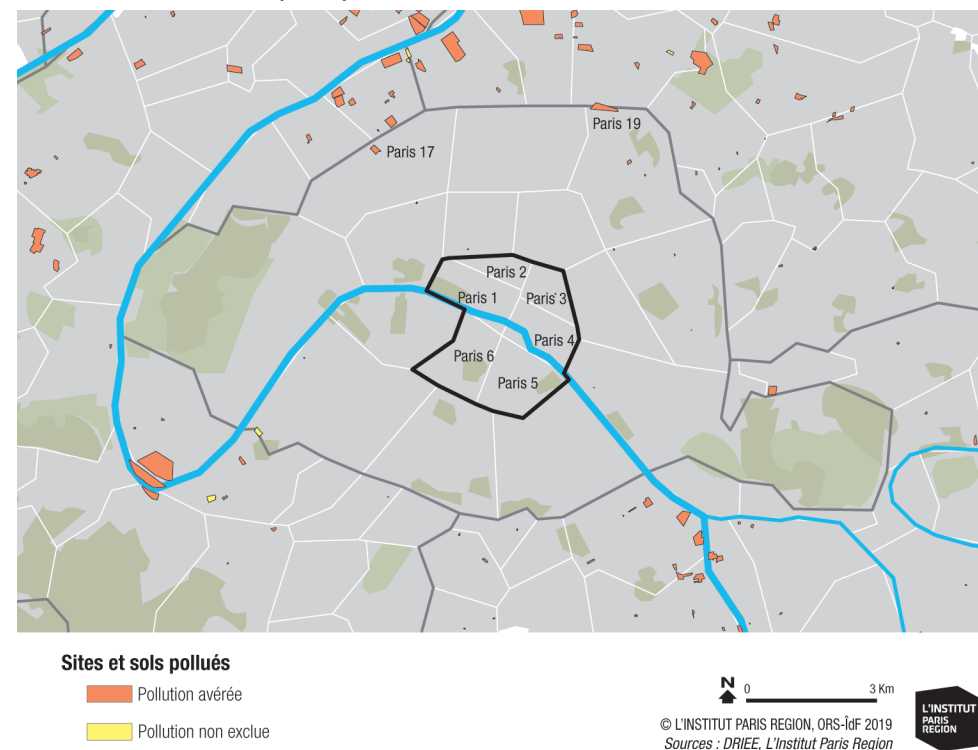 Paris 19
Paris 17
Paris 2
Paris 1
Paris 3
Paris 4
Paris 6
Paris 5
Sites et sols pollués
Pollution avérée
Pollution non exclue
N
0
3 Km
© L'INSTITUT PARIS REGION, ORS-ÎdF 2019
Sources : DRIEE, L'Institut Paris Region
L'INSTITUT
PARIS
REGION